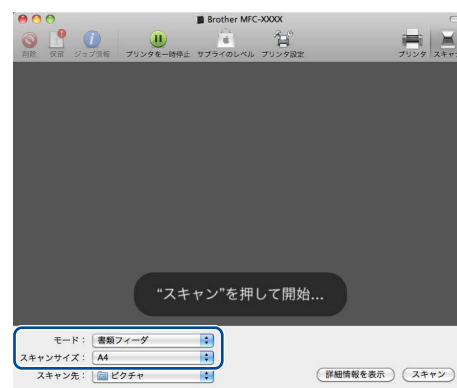 Brother MFC-XXXX
削除 保留 ジョブ情報 プリンタを一時停止 サプライのレベル プリンタ設定 プリンタ スキャ
“スキャン”を押して開始...
モード： 書類フィーダ
スキャンサイズ： A4
スキャン先： ピクチャ 詳細情報を表示 スキャン